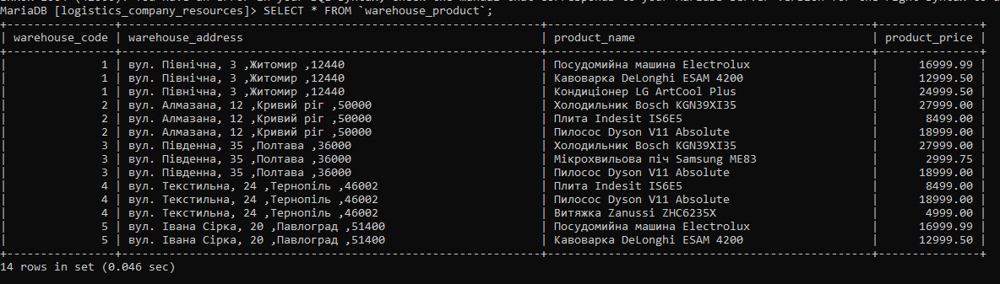 MariaDB [logistics_company_resources]> SELECT * FROM `warehouse_product`;
| warehouse_code | warehouse_address | product_name | product_price |
| 1 | вул. Північна, 3 ,Житомир ,12440 | Посудомийна машина Electrolux | 16999.99 |
| 1 | вул. Північна, 3 ,Житомир ,12440 | Кавоварка DeLonghi ESAM 4200 | 12999.50 |
| 1 | вул. Північна, 3 ,Житомир ,12440 | Кондиціонер LG ArtCool Plus | 24999.50 |
| 2 | вул. Алмазана, 12 ,Кривий ріг ,50000 | Холодильник Bosch KGN39XI35 | 27999.00 |
| 2 | вул. Алмазана, 12 ,Кривий ріг ,50000 | Плита Indesit IS6E5 | 8499.00 |
| 2 | вул. Алмазана, 12 ,Кривий ріг ,50000 | Пилосос Dyson V11 Absolute | 18999.00 |
| 3 | вул. Південна, 35 ,Полтава ,36000 | Холодильник Bosch KGN39XI35 | 27999.00 |
| 3 | вул. Південна, 35 ,Полтава ,36000 | Мікрохвильова піч Samsung ME83 | 2999.75 |
| 3 | вул. Південна, 35 ,Полтава ,36000 | Пилосос Dyson V11 Absolute | 18999.00 |
| 4 | вул. Текстильна, 24 ,Тернопіль ,46002 | Плита Indesit IS6E5 | 8499.00 |
| 4 | вул. Текстильна, 24 ,Тернопіль ,46002 | Пилосос Dyson V11 Absolute | 18999.00 |
| 4 | вул. Текстильна, 24 ,Тернопіль ,46002 | Витяжка Zanussi ZHC6235X | 4999.00 |
| 5 | вул. Івана Сірка, 20 ,Павлоград ,51400 | Посудомийна машина Electrolux | 16999.99 |
| 5 | вул. Івана Сірка, 20 ,Павлоград ,51400 | Кавоварка DeLonghi ESAM 4200 | 12999.50 |
14 rows in set (0.046 sec)